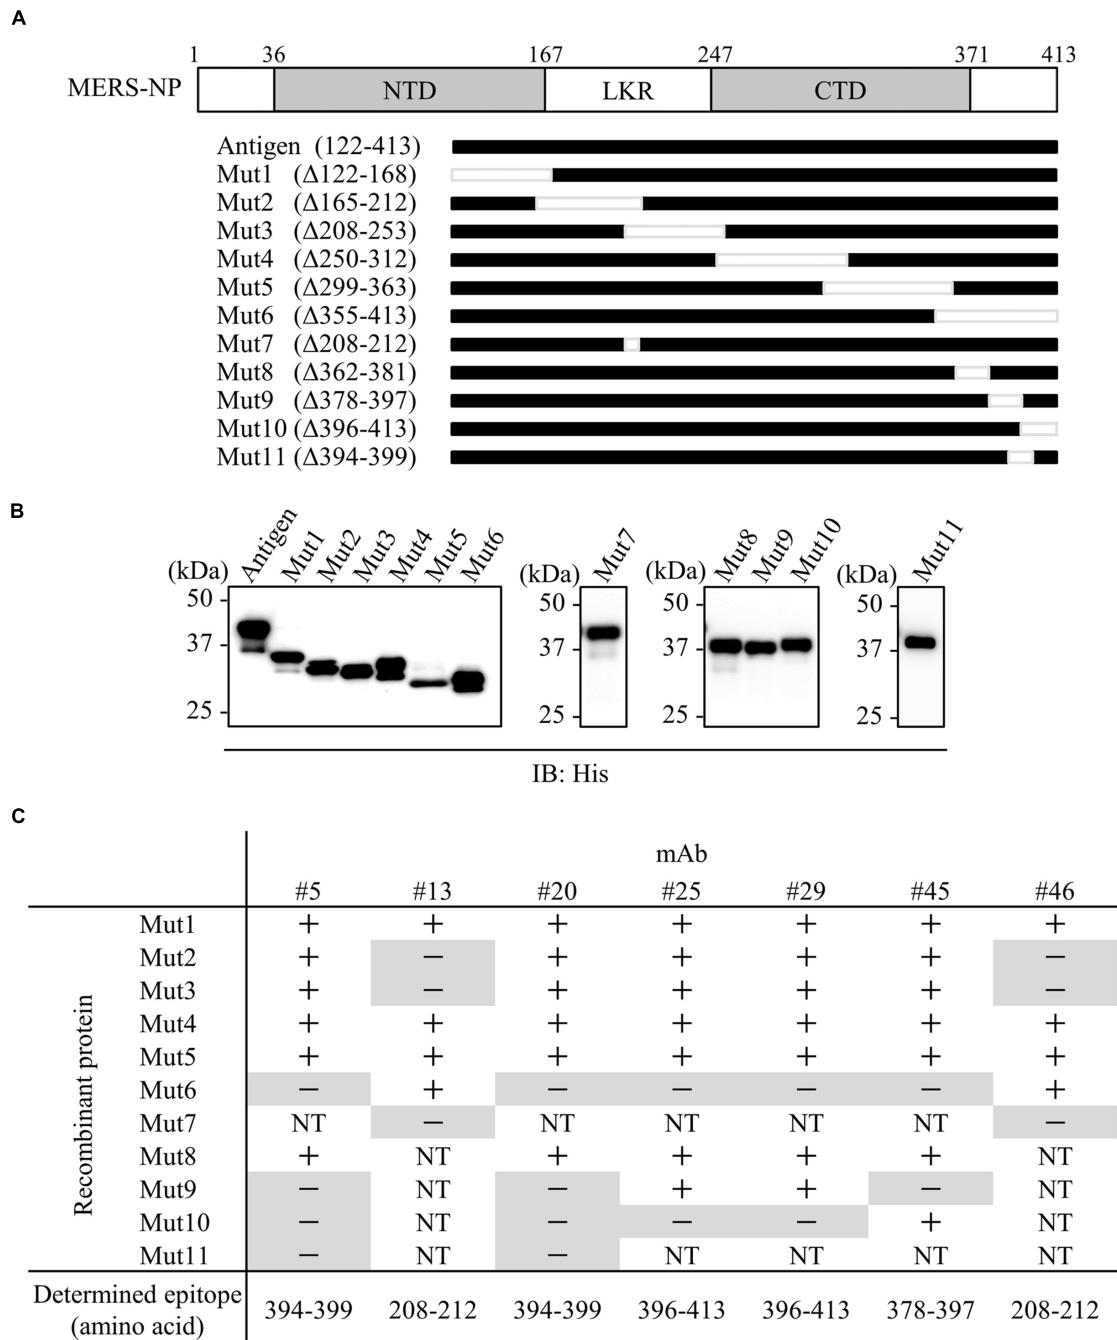 A
1 36 167 247 371 413
MERS-NP NTD LKR CTD
Antigen (122-413)
Mut1 (Δ122-168)
Mut2 (Δ165-212)
Mut3 (Δ208-253)
Mut4 (Δ250-312)
Mut5 (Δ299-363)
Mut6 (Δ355-413)
Mut7 (Δ208-212)
Mut8 (Δ362-381)
Mut9 (Δ378-397)
Mut10 (Δ396-413)
Mut11 (Δ394-399)
B
(kDa) Antigen Mut1 Mut2 Mut3 Mut4 Mut5 Mut6
50
37
25
(kDa) Mut7
50
37
25
(kDa) Mut8 Mut9 Mut10
50
37
25
(kDa) Mut11
50
37
25
IB: His
C
mAb
#5 #13 #20 #25 #29 #45 #46
Recombinant protein
Mut1 + + + + + + +
Mut2 + − + + + + −
Mut3 + − + + + + −
Mut4 + + + + + + +
Mut5 + + + + + + +
Mut6 − + − − − − +
Mut7 NT − NT NT NT NT −
Mut8 + NT + + + + NT
Mut9 − NT − + + − NT
Mut10 − NT − − − + NT
Mut11 − NT − NT NT NT NT
Determined epitope
(amino acid)
394-399 208-212 394-399 396-413 396-413 378-397 208-212